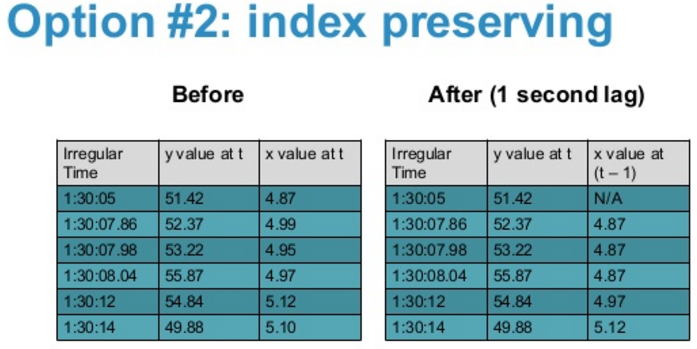 Option #2: index preserving
Before
After (1 second lag)
Irregular Time y value at t x value at t
1:30:05 51.42 4.87
1:30:07.86 52.37 4.99
1:30:07.98 53.22 4.95
1:30:08.04 55.87 4.97
1:30:12 54.84 5.12
1:30:14 49.88 5.10
Irregular Time y value at t x value at (t – 1)
1:30:05 51.42 N/A
1:30:07.86 52.37 4.87
1:30:07.98 53.22 4.87
1:30:08.04 55.87 4.87
1:30:12 54.84 4.97
1:30:14 49.88 5.12